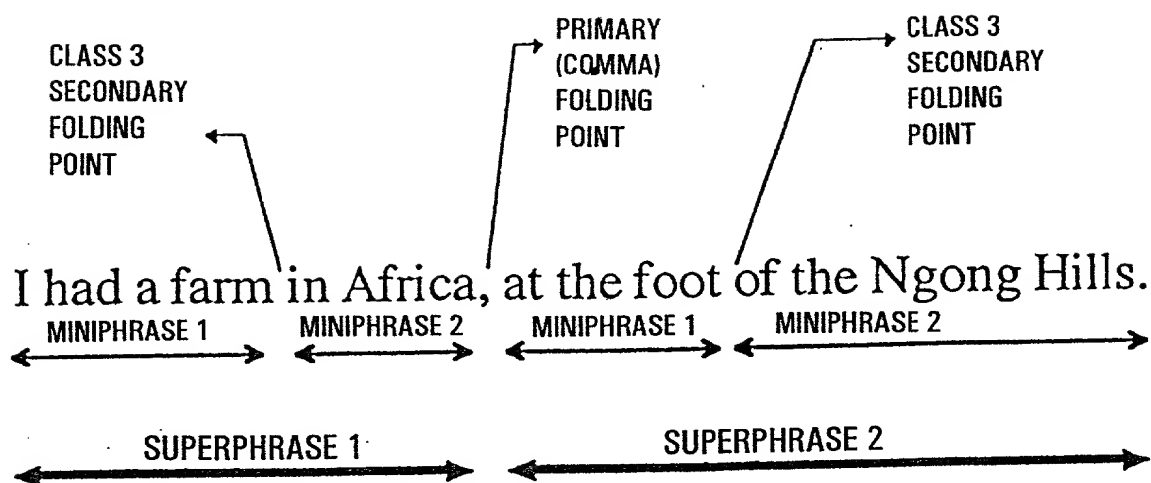 CLASS 3
SECONDARY
FOLDING
POINT
PRIMARY
(COMMA)
FOLDING
POINT
CLASS 3
SECONDARY
FOLDING
POINT
I had a farm in Africa, at the foot of the Ngong Hills.
MINIPHRASE 1 MINIPHRASE 2 MINIPHRASE 1 MINIPHRASE 2
SUPERPHRASE 1 SUPERPHRASE 2